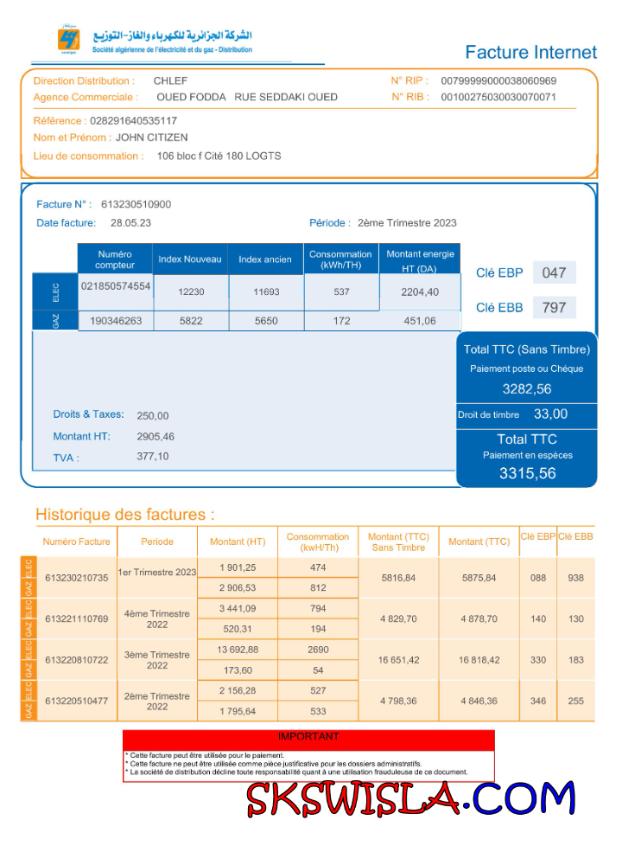 الشركة الجزائرية للكهرباء والغاز-التوزيع
Société algérienne de l'électricité et du gaz - Distribution
Facture Internet
Direction Distribution : CHLEF N° RIP : 00799999000038060969
Agence Commerciale : OUED FODDA RUE SEDDAKI OUED N° RIB : 00100275030030070071
Référence : 028291640535117
Nom et Prénom : JOHN CITIZEN
Lieu de consommation : 106 bloc f Cité 180 LOGTS
Facture N° : 613230510900
Date facture: 28.05.23 Période : 2ème Trimestre 2023
Numéro compteur Index Nouveau Index ancien Consommation (kWh/TH) Montant energie HT (DA)
ELEC 021850574554 12230 11693 537 2204,40
GAZ 190346263 5822 5650 172 451,06
Clé EBP 047
Clé EBB 797
Total TTC (Sans Timbre)
Paiement poste ou Chéque
3282,56
Droit de timbre 33,00
Total TTC
Paiement en espèces
3315,56
Droits & Taxes: 250,00
Montant HT: 2905,46
TVA : 377,10
Historique des factures :
Numéro Facture Periode Montant (HT) Consommation (kwH/Th) Montant (TTC) Sans Timbre Montant (TTC) Clé EBP Clé EBB
ELEC GAZ 613230210735 1er Trimestre 2023 1 901,25 474 5816,84 5875,84 088 938
2 906,53 812
ELEC GAZ 613221110769 4ème Trimestre 2022 3 441,09 794 4 829,70 4 878,70 140 130
520,31 194
ELEC GAZ 613220810722 3ème Trimestre 2022 13 692,88 2690 16 651,42 16 818,42 330 183
173,60 54
ELEC GAZ 613220510477 2ème Trimestre 2022 2 156,28 527 4 798,36 4 846,36 346 255
1 795,64 533
IMPORTANT
* Cette facture peut être utilisée pour le paiement.
* Cette facture ne peut être utilisée comme pièce justificative pour les dossiers administratifs.
* La société de distribution décline toute responsabilité quant à une utilisation frauduleuse de ce document.
SKSWISLA.COM